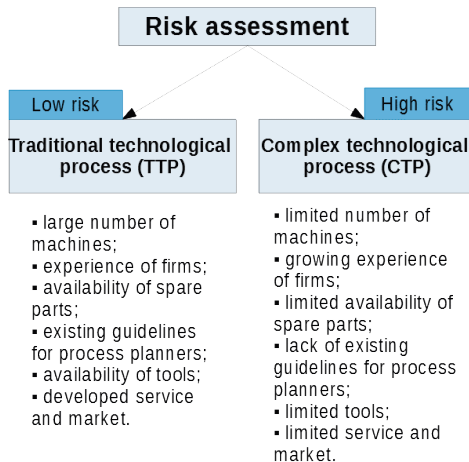 Risk assessment
Low risk
Traditional technological
process (TTP)
▪ large number of
machines;
▪ experience of firms;
▪ availability of spare
parts;
▪ existing guidelines
for process planners;
▪ availability of tools;
▪ developed service
and market.
High risk
Complex technological
process (CTP)
▪ limited number of
machines;
▪ growing experience
of firms;
▪ limited availability of
spare parts;
▪ lack of existing
guidelines for process
planners;
▪ limited tools;
▪ limited service and
market.